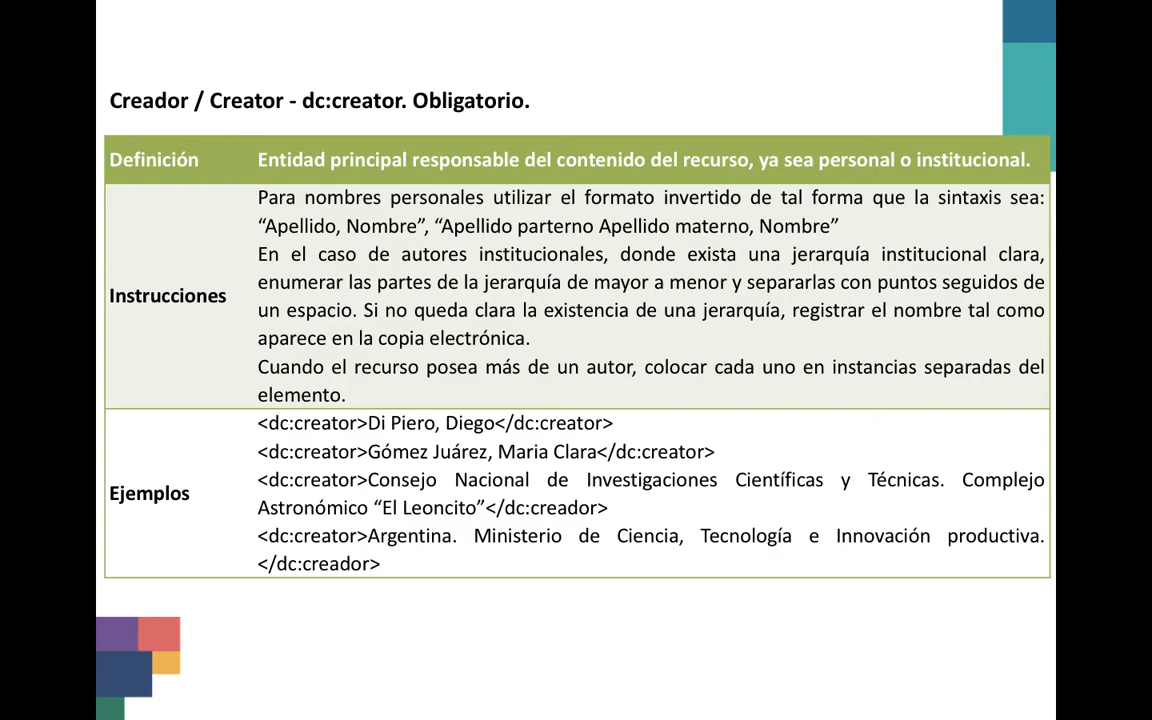 Creador / Creator - dc:creator. Obligatorio.
Definición
Entidad principal responsable del contenido del recurso, ya sea personal o institucional.
Instrucciones
Para nombres personales utilizar el formato invertido de tal forma que la sintaxis sea:
“Apellido, Nombre”, “Apellido parterno Apellido materno, Nombre”
En el caso de autores institucionales, donde exista una jerarquía institucional clara,
enumerar las partes de la jerarquía de mayor a menor y separarlas con puntos seguidos de
un espacio. Si no queda clara la existencia de una jerarquía, registrar el nombre tal como
aparece en la copia electrónica.
Cuando el recurso posea más de un autor, colocar cada uno en instancias separadas del
elemento.
Ejemplos
<dc:creator>Di Piero, Diego</dc:creator>
<dc:creator>Gómez Juárez, Maria Clara</dc:creator>
<dc:creator>Consejo Nacional de Investigaciones Científicas y Técnicas. Complejo
Astronómico “El Leoncito”</dc:creador>
<dc:creator>Argentina. Ministerio de Ciencia, Tecnología e Innovación productiva.
</dc:creador>